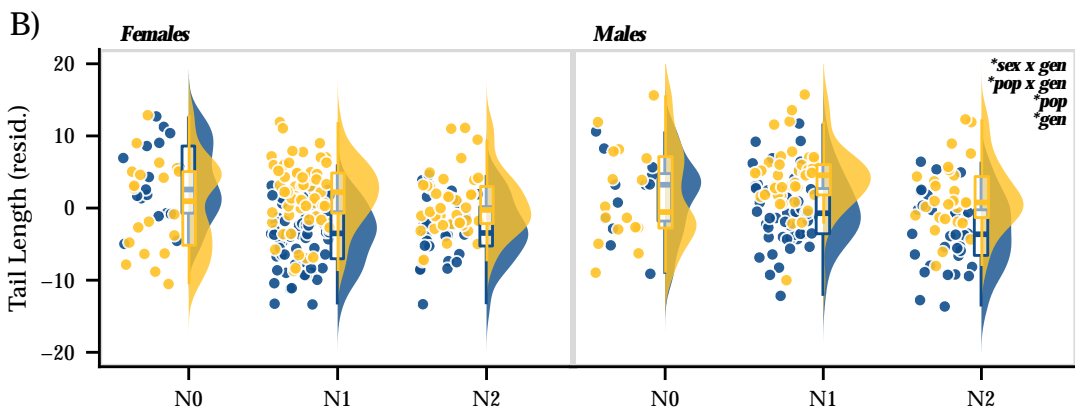 B)
Females
Males
*sex x gen
*pop x gen
*pop
*gen
Tail Length (resid.)
20
10
0
−10
−20
N0
N1
N2
N0
N1
N2